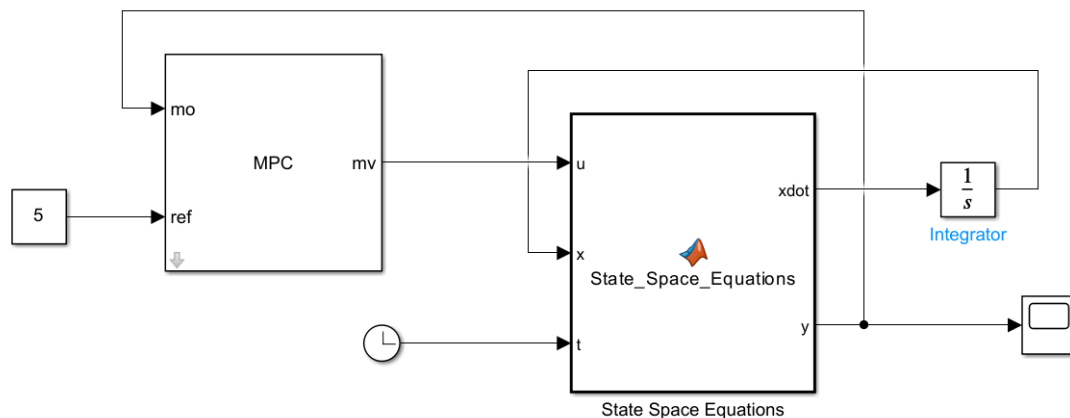 mo
MPC
mv
u
xdot
1
s
5
ref
Integrator
x
State_Space_Equations
y
t
State Space Equations